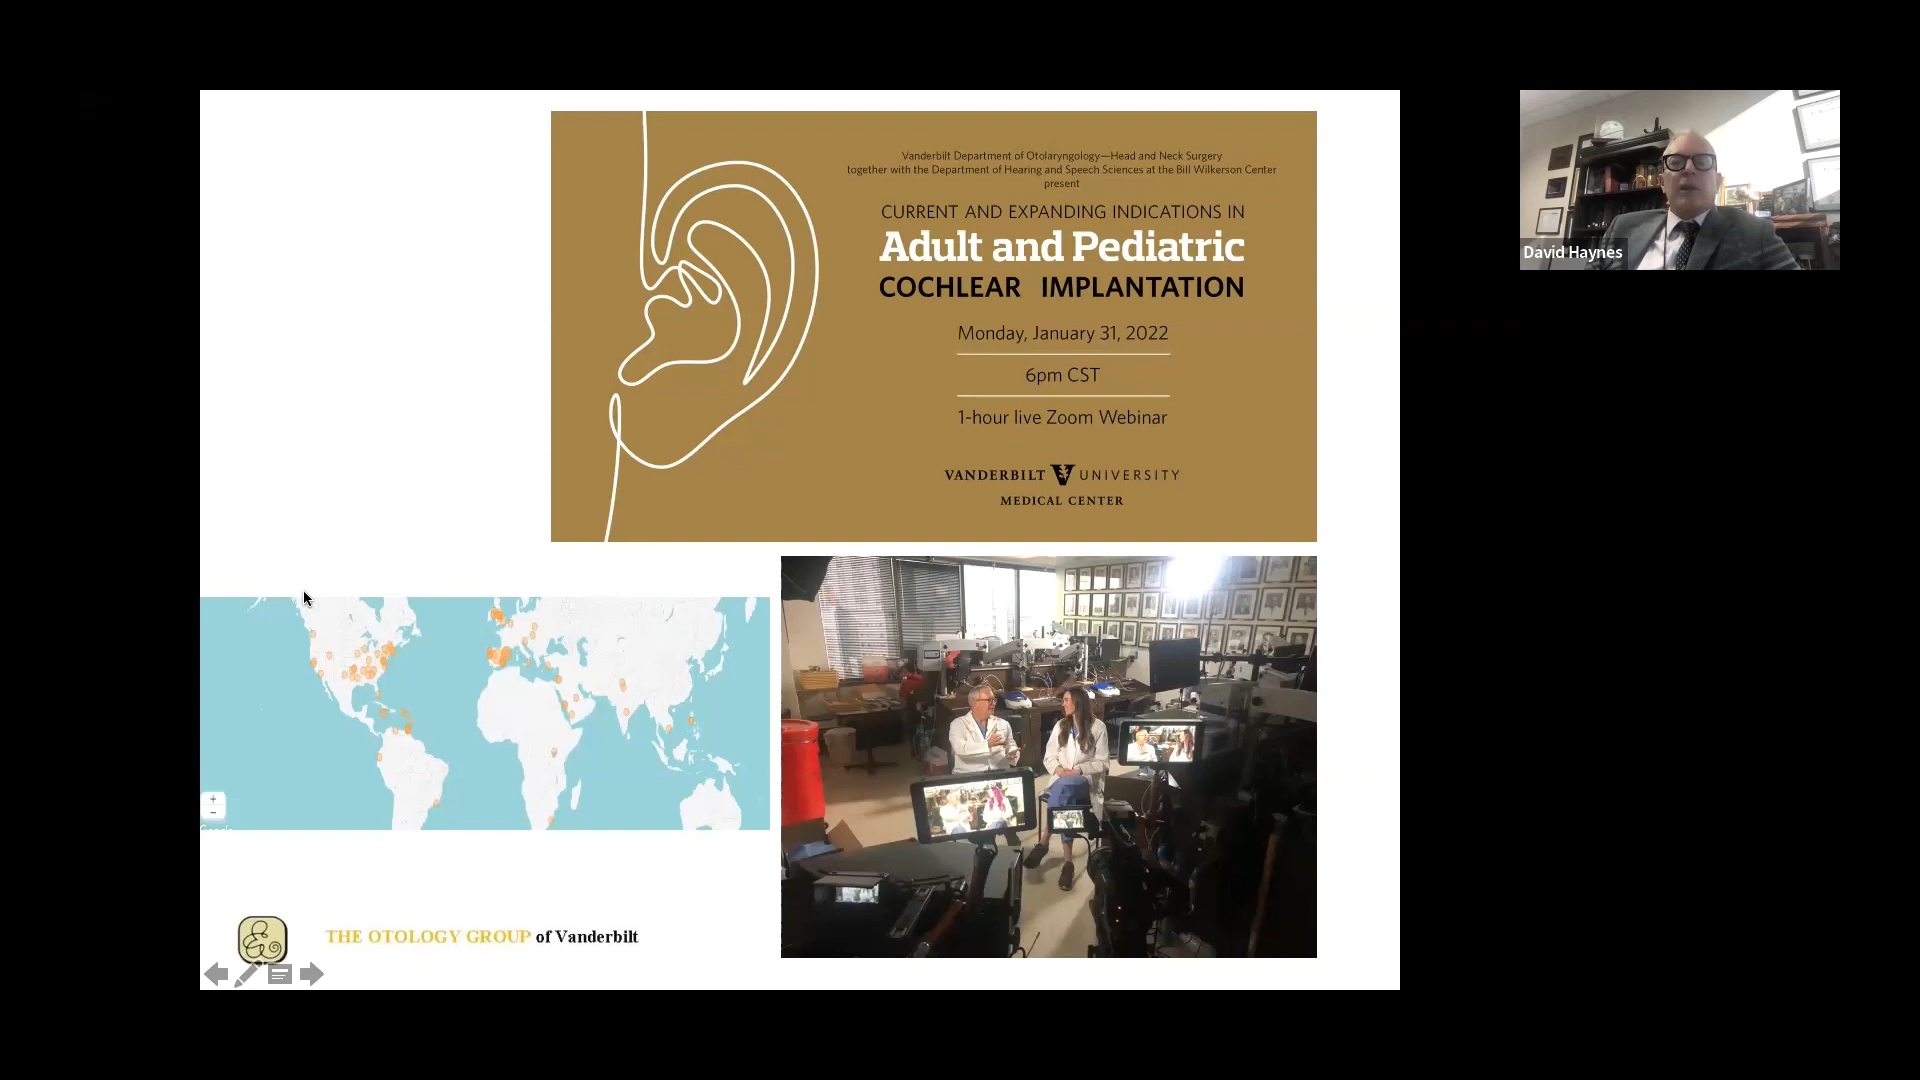 Vanderbilt Department of Otolaryngology—Head and Neck Surgery
together with the Department of Hearing and Speech Sciences at the Bill Wilkerson Center
present
CURRENT AND EXPANDING INDICATIONS IN
Adult and Pediatric
COCHLEAR IMPLANTATION
Monday, January 31, 2022
6pm CST
1-hour live Zoom Webinar
VANDERBILT V UNIVERSITY
MEDICAL CENTER
David Haynes
+
-
Google
THE OTOLOGY GROUP of Vanderbilt